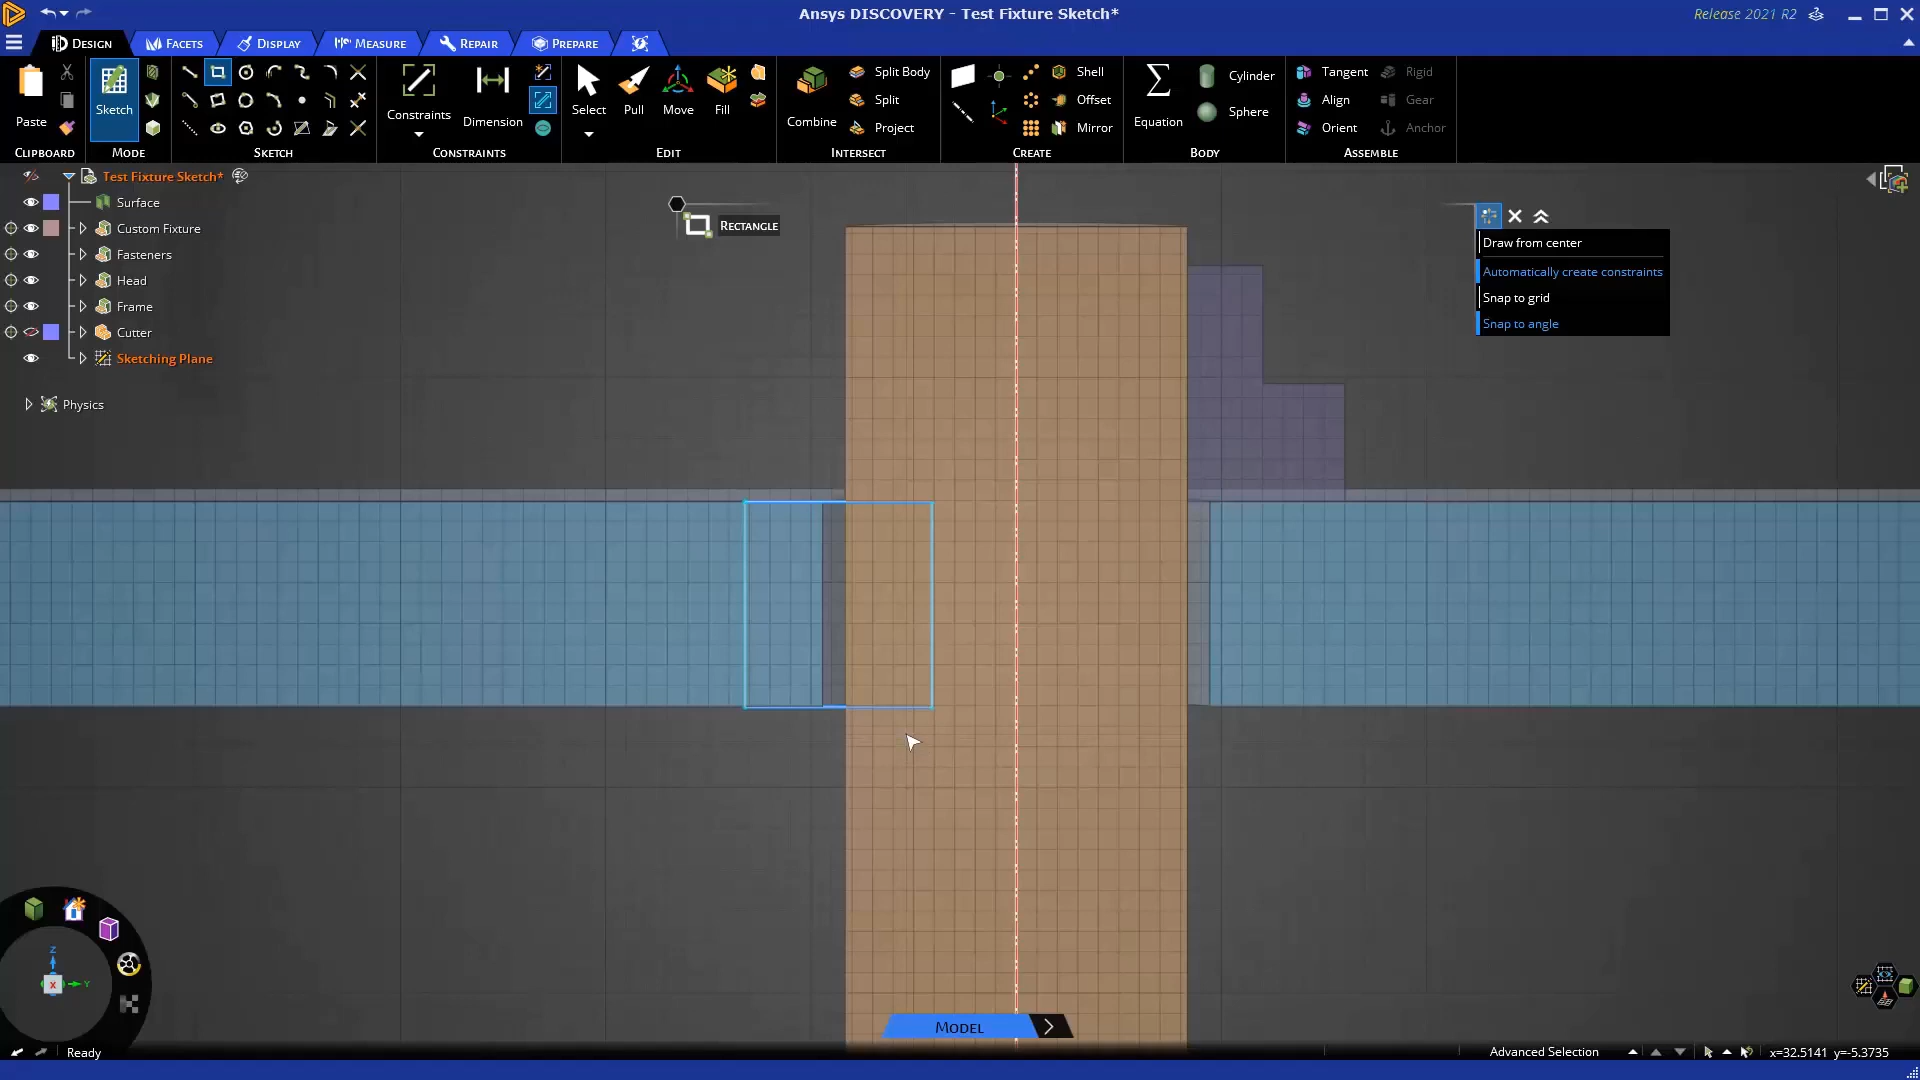 Ansys DISCOVERY - Test Fixture Sketch*
Release 2021 R2
DESIGN
FACETS
DISPLAY
MEASURE
REPAIR
PREPARE
Paste
Sketch
Constraints
Dimension
Select
Pull
Move
Fill
Combine
Split Body
Split
Project
Shell
Offset
Mirror
Equation
Cylinder
Sphere
Tangent
Align
Orient
Rigid
Gear
Anchor
CLIPBOARD
MODE
SKETCH
CONSTRAINTS
EDIT
INTERSECT
CREATE
BODY
ASSEMBLE
Test Fixture Sketch*
Surface
Custom Fixture
Fasteners
Head
Frame
Cutter
Sketching Plane
Physics
RECTANGLE
Draw from center
Automatically create constraints
Snap to grid
Snap to angle
Z
X
Y
MODEL
Ready
Advanced Selection
x=32.5141 y=-5.3735